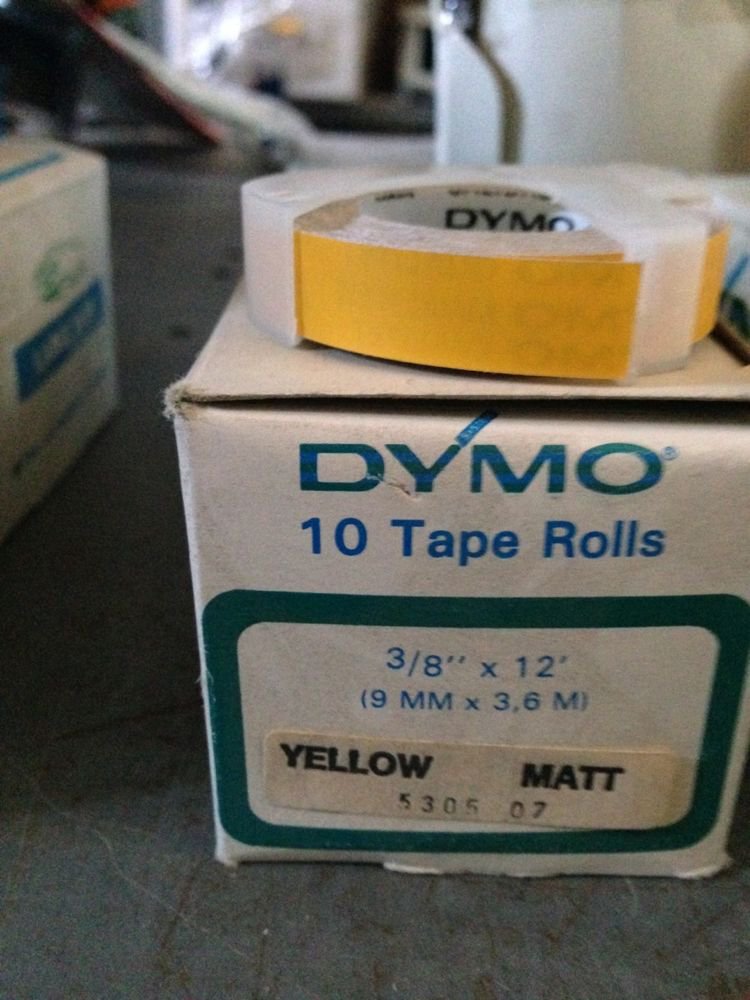 DYMO
DYMO®
10 Tape Rolls
3/8" x 12'
(9 MM x 3,6 M)
YELLOW MATT
5305 07